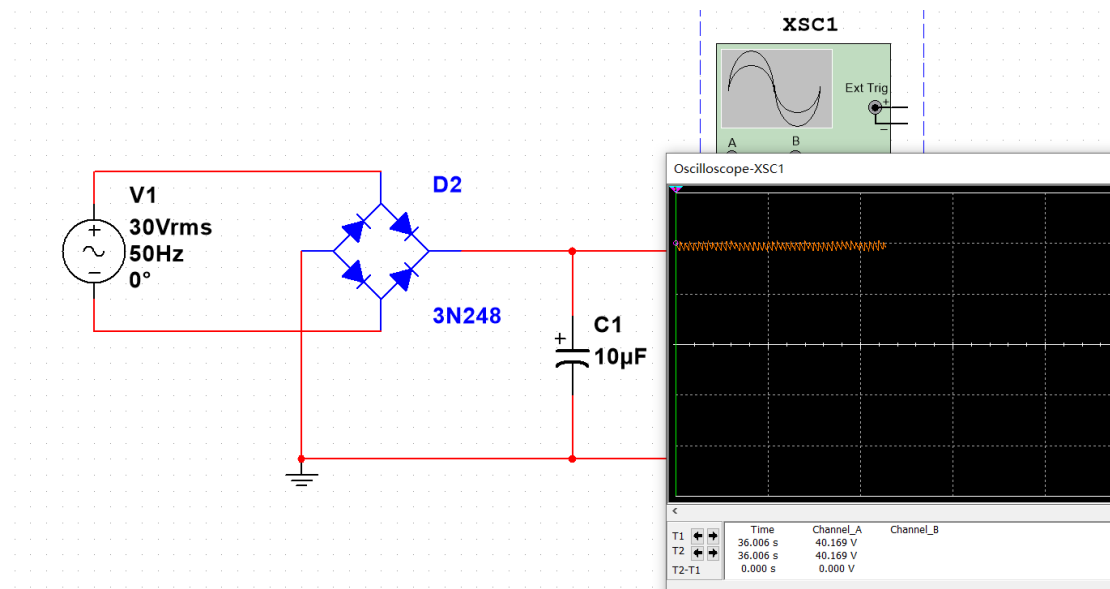 XSC1
Ext Trig
+
−
A B
Oscilloscope-XSC1
V1
30Vrms
50Hz
0°
+
−
D2
3N248
+
C1
10µF
<
Time Channel_A Channel_B
T1 36.006 s 40.169 V
T2 36.006 s 40.169 V
T2-T1 0.000 s 0.000 V